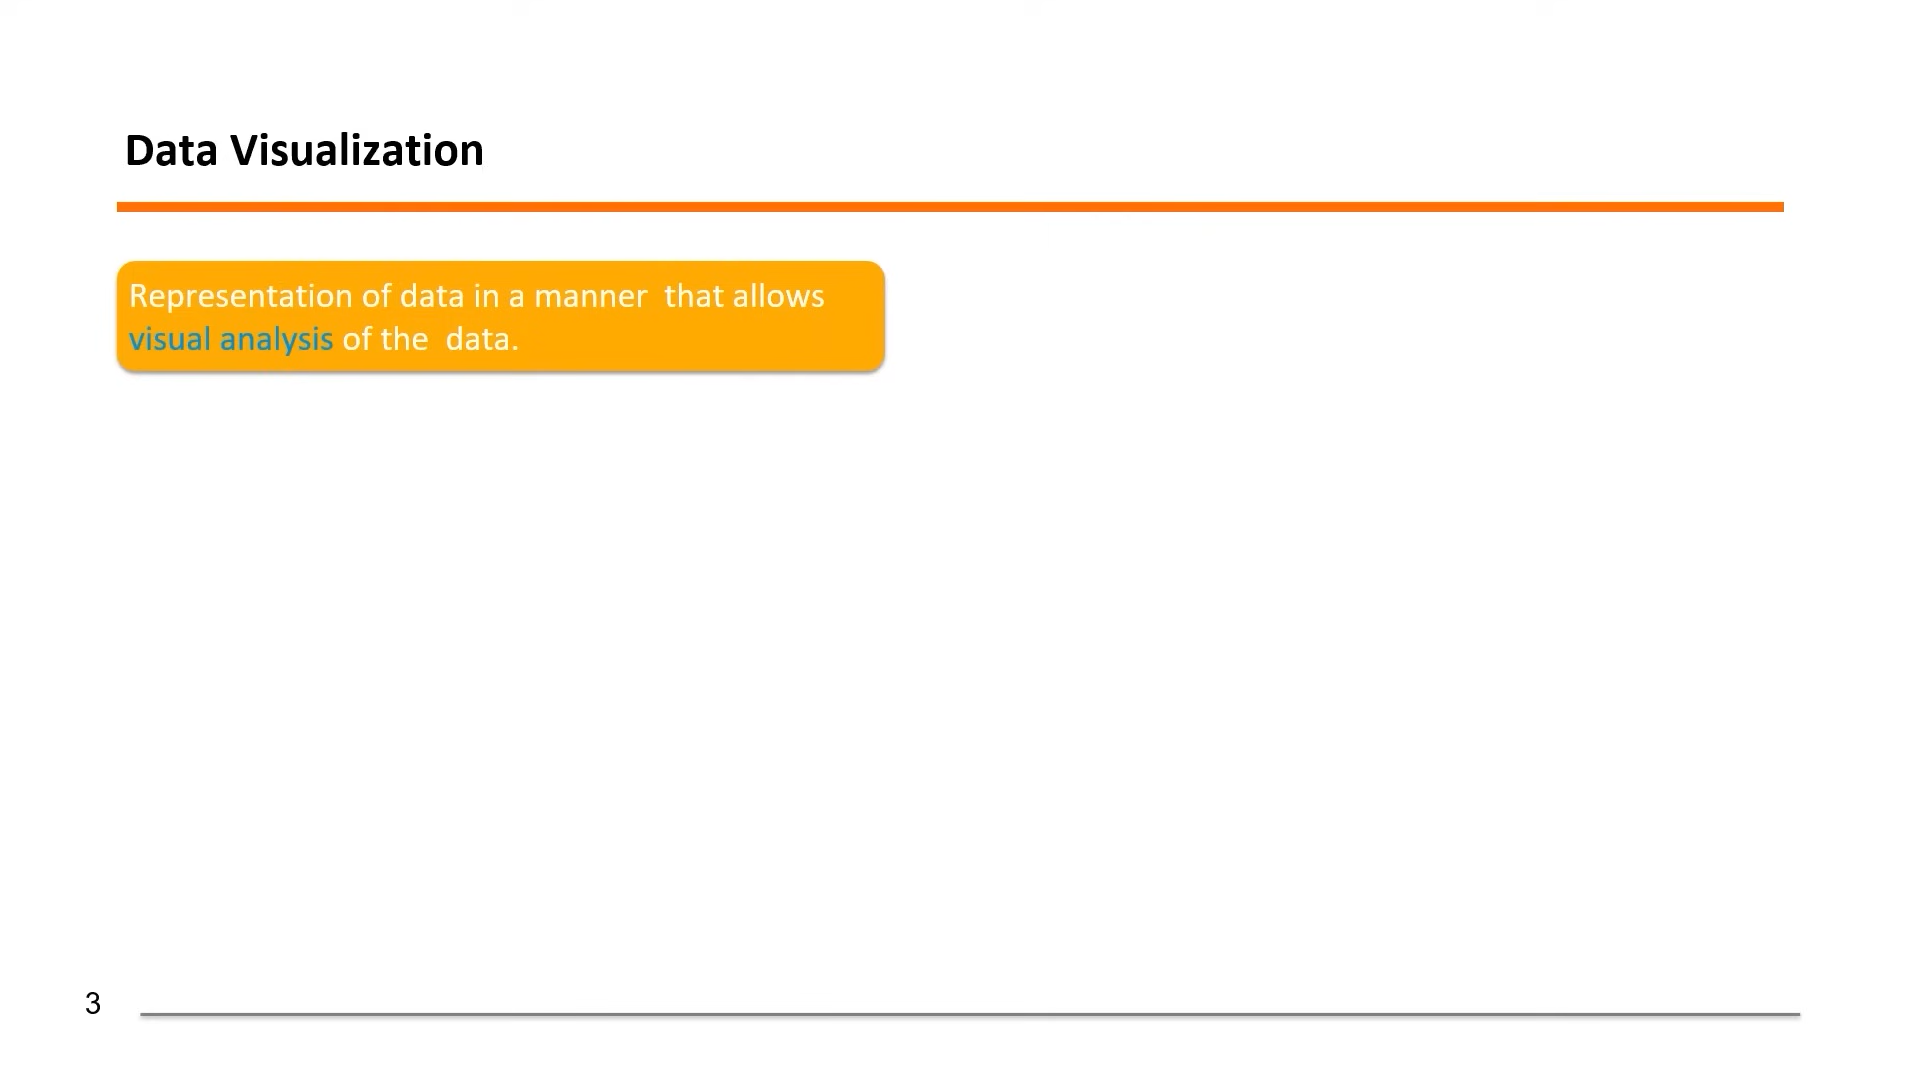 Data Visualization
Representation of data in a manner  that allows
visual analysis of the  data.
3